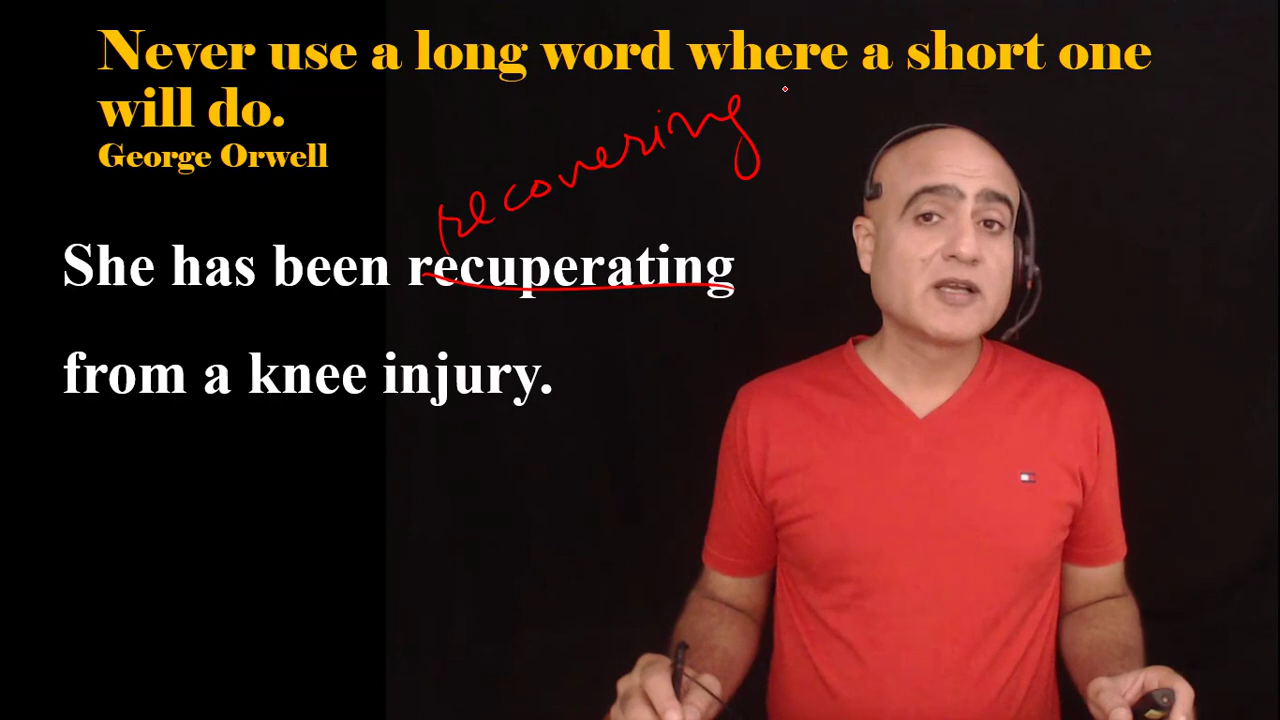 Never use a long word where a short one
will do.
George Orwell
recovering
She has been recuperating
from a knee injury.